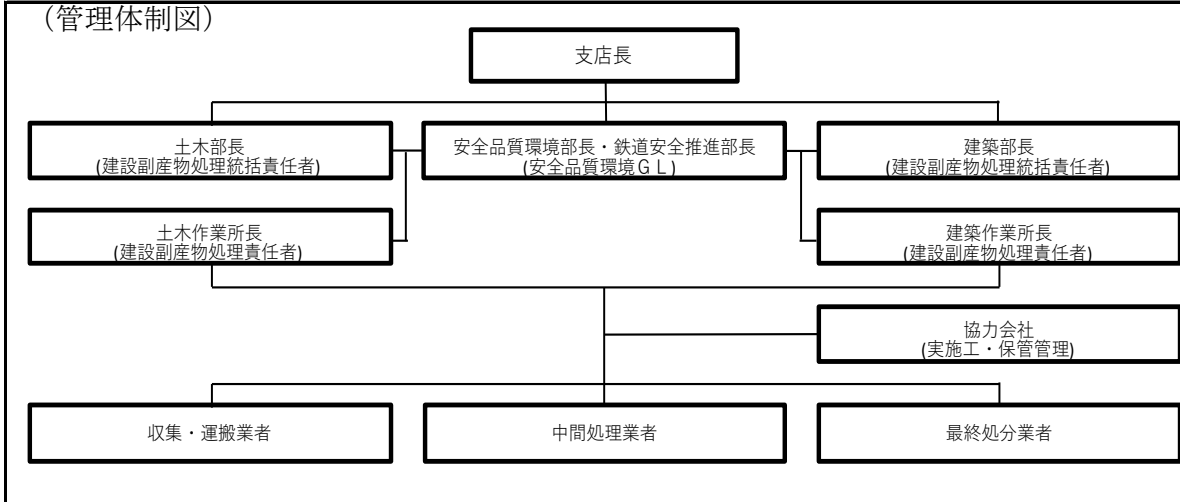 （管理体制図）
支店長
土木部長
(建設副産物処理統括責任者)
安全品質環境部長・鉄道安全推進部長
(安全品質環境ＧＬ)
建築部長
(建設副産物処理統括責任者)
土木作業所長
(建設副産物処理責任者)
建築作業所長
(建設副産物処理責任者)
協力会社
(実施工・保管管理)
収集・運搬業者
中間処理業者
最終処分業者